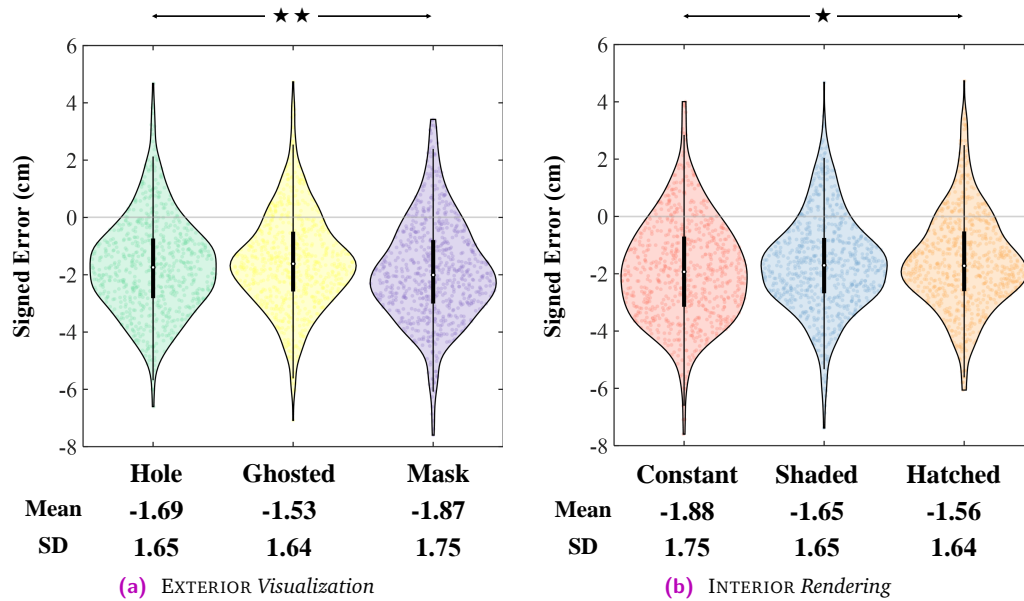 ★★
6
4
2
0
-2
-4
-6
-8
Signed Error (cm)
Hole Ghosted Mask
Mean -1.69 -1.53 -1.87
SD 1.65 1.64 1.75
(a) EXTERIOR Visualization
★
6
4
2
0
-2
-4
-6
-8
Signed Error (cm)
Constant Shaded Hatched
Mean -1.88 -1.65 -1.56
SD 1.75 1.65 1.64
(b) INTERIOR Rendering